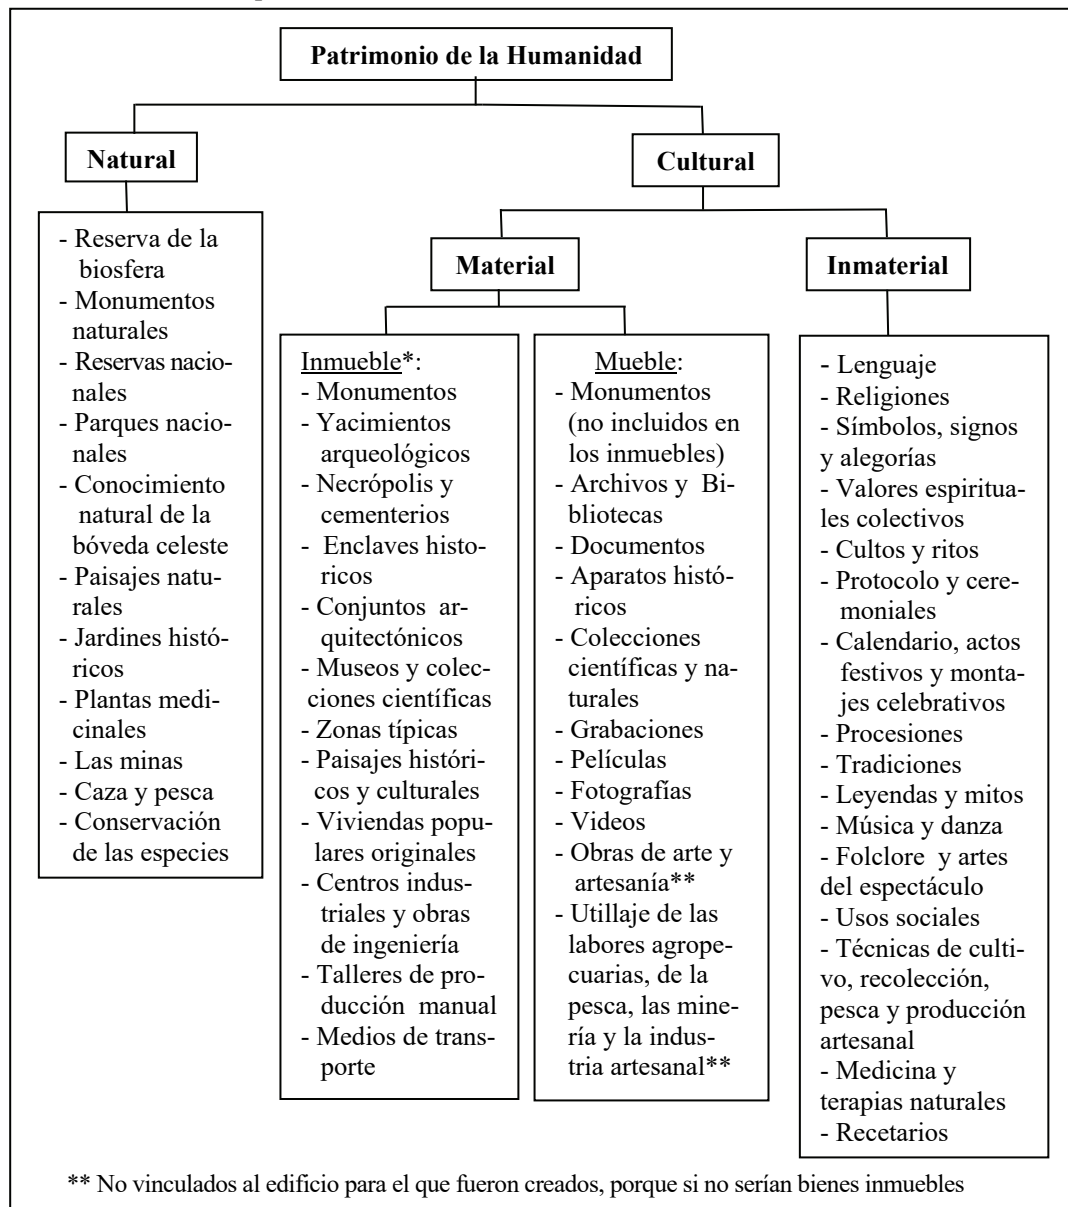 Patrimonio de la Humanidad
Natural
Cultural
Material
Inmaterial
- Reserva de la
biosfera
- Monumentos
naturales
- Reservas nacio-
nales
- Parques nacio-
nales
- Conocimiento
natural de la
bóveda celeste
- Paisajes natu-
rales
- Jardines histó-
ricos
- Plantas medi-
cinales
- Las minas
- Caza y pesca
- Conservación
de las especies
Inmueble*:
- Monumentos
- Yacimientos
arqueológicos
- Necrópolis y
cementerios
- Enclaves histo-
ricos
- Conjuntos ar-
quitectónicos
- Museos y colec-
ciones científicas
- Zonas típicas
- Paisajes históri-
cos y culturales
- Viviendas popu-
lares originales
- Centros indus-
triales y obras
de ingeniería
- Talleres de pro-
ducción manual
- Medios de trans-
porte
Mueble:
- Monumentos
(no incluidos en
los inmuebles)
- Archivos y Bi-
bliotecas
- Documentos
- Aparatos histó-
ricos
- Colecciones
científicas y na-
turales
- Grabaciones
- Películas
- Fotografías
- Videos
- Obras de arte y
artesanía**
- Utillaje de las
labores agrope-
cuarias, de la
pesca, las mine-
ría y la indus-
tria artesanal**
- Lenguaje
- Religiones
- Símbolos, signos
y alegorías
- Valores espiritua-
les colectivos
- Cultos y ritos
- Protocolo y cere-
moniales
- Calendario, actos
festivos y monta-
jes celebrativos
- Procesiones
- Tradiciones
- Leyendas y mitos
- Música y danza
- Folclore y artes
del espectáculo
- Usos sociales
- Técnicas de culti-
vo, recolección,
pesca y producción
artesanal
- Medicina y
terapias naturales
- Recetarios
** No vinculados al edificio para el que fueron creados, porque si no serían bienes inmuebles